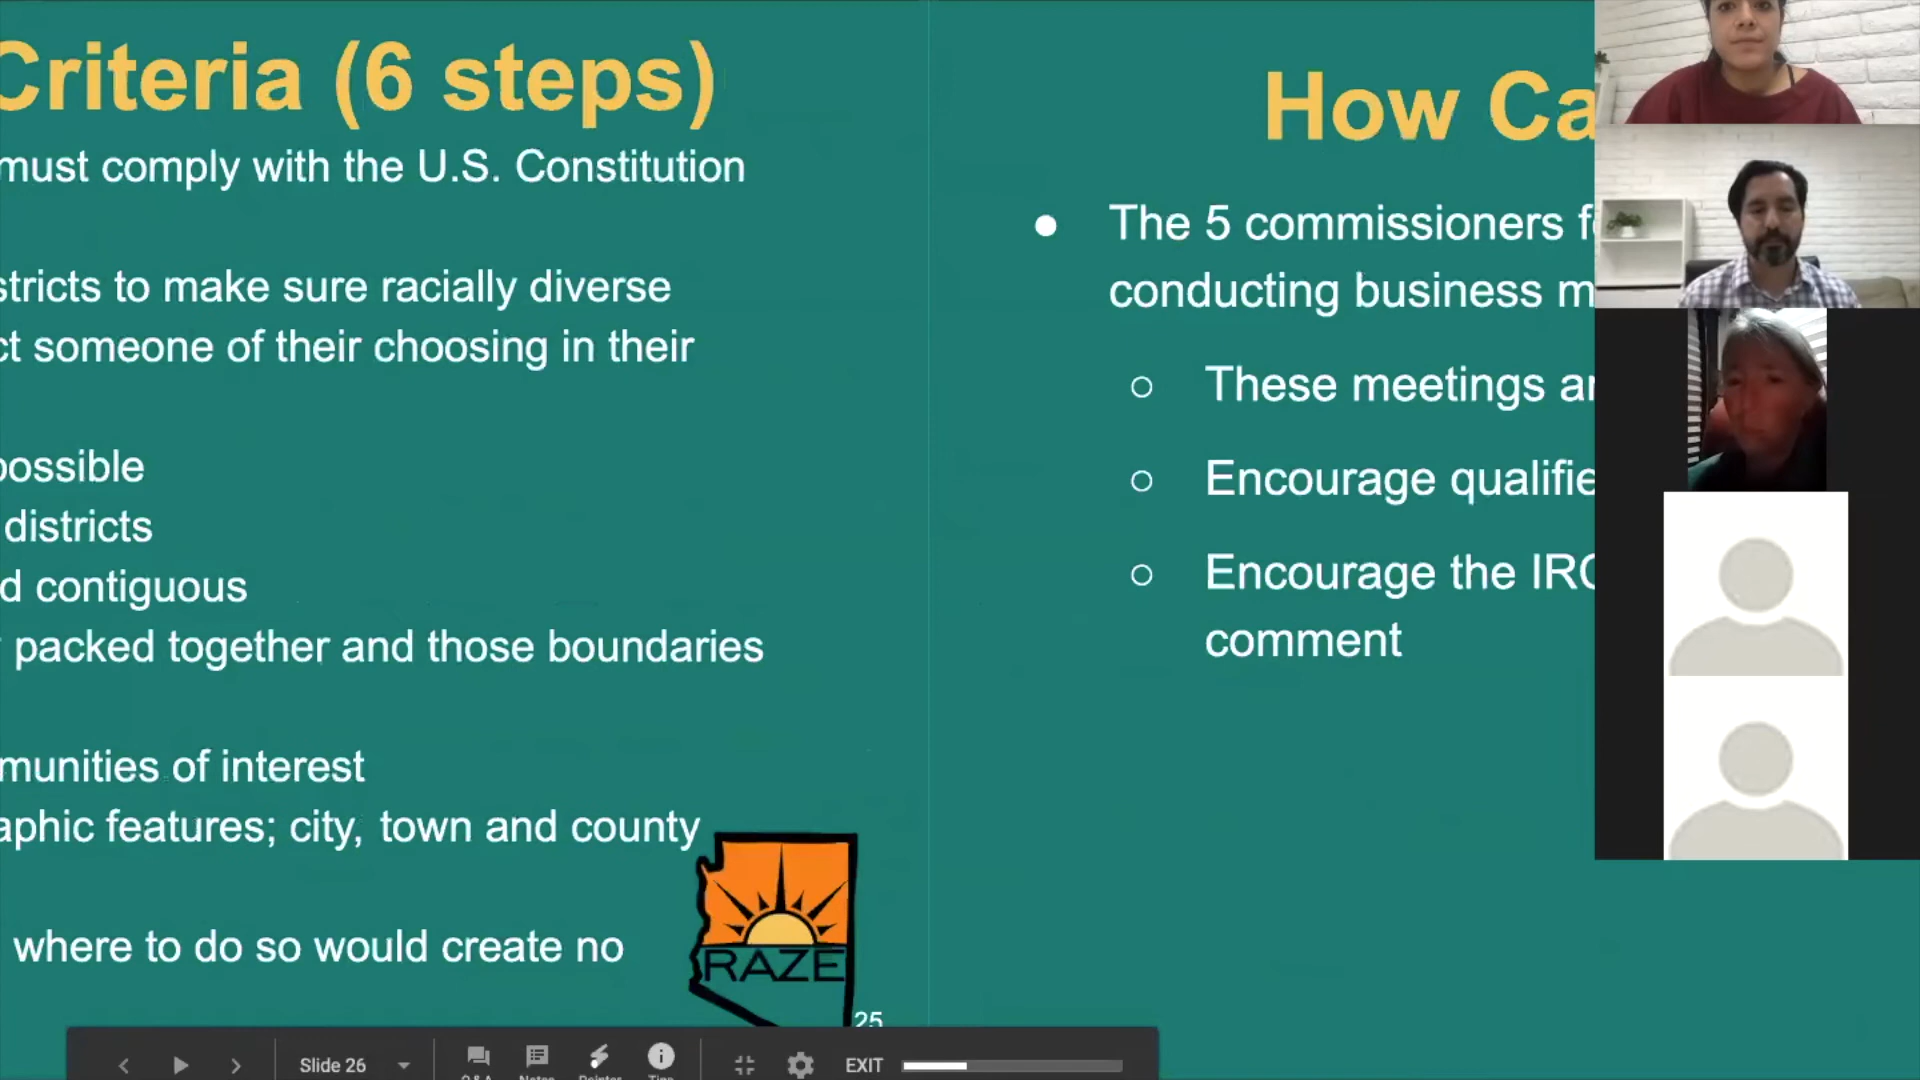 Criteria (6 steps)
must comply with the U.S. Constitution
stricts to make sure racially diverse
ct someone of their choosing in their
possible
districts
d contiguous
packed together and those boundaries
munities of interest
aphic features; city, town and county
where to do so would create no
RAZE
25
How Ca
The 5 commissioners f
conducting business m
These meetings ar
Encourage qualifie
Encourage the IRC
comment
Slide 26
Q & A
Notes
Pointer
EXIT